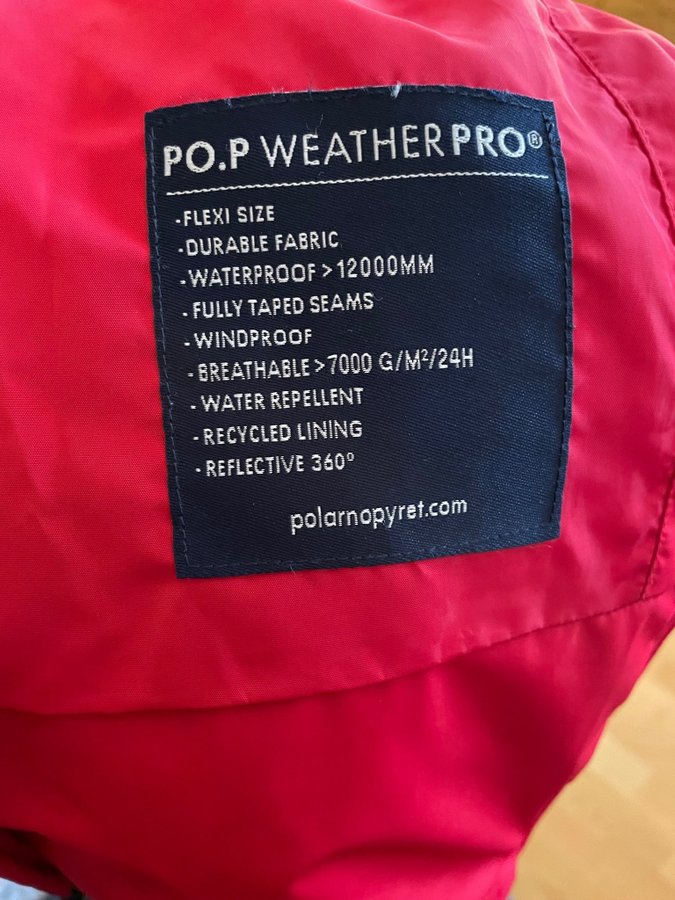 PO.P WEATHERPRO®
-FLEXI SIZE
-DURABLE FABRIC
-WATERPROOF >12000MM
-FULLY TAPED SEAMS
-WINDPROOF
-BREATHABLE >7000 G/M²/24H
-WATER REPELLENT
-RECYCLED LINING
-REFLECTIVE 360°
polarnopyret.com